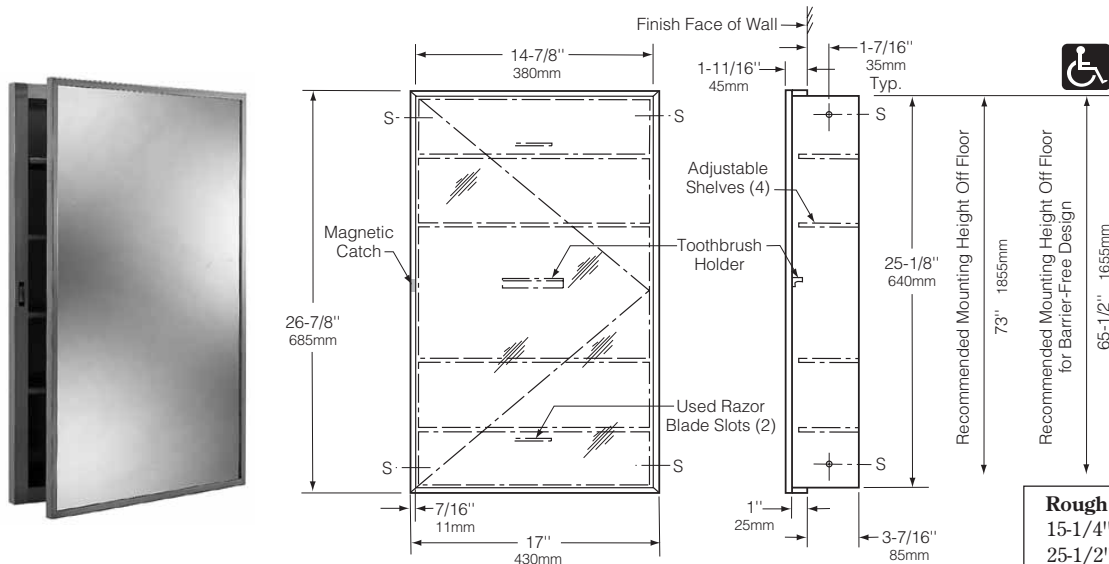 Finish Face of Wall
14-7/8"
380mm
1-7/16"
35mm
Typ.
1-11/16"
45mm
S
S
S
Adjustable
Shelves (4)
Magnetic
Catch
Toothbrush
Holder
25-1/8"
640mm
26-7/8"
685mm
Recommended Mounting Height Off Floor
73" 1855mm
Recommended Mounting Height Off Floor
for Barrier-Free Design
65-1/2" 1655mm
Used Razor
Blade Slots (2)
S
S
S
7/16"
11mm
17"
430mm
1"
25mm
3-7/16"
85mm
Rough
15-1/4"
25-1/2"